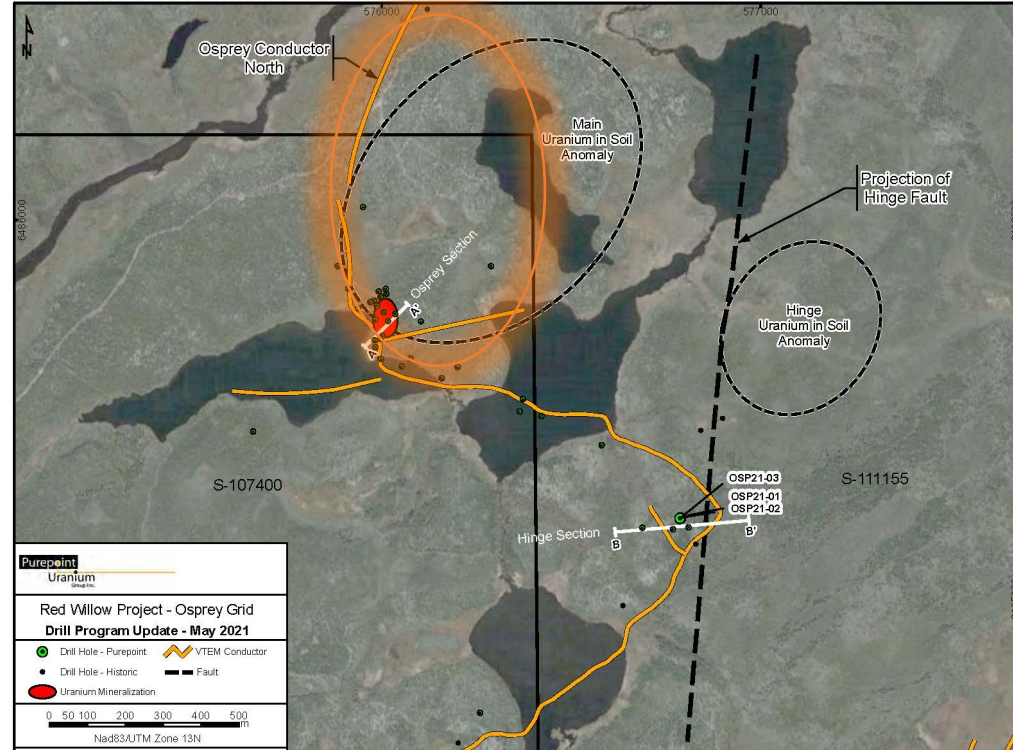 576000
577000
N
Osprey Conductor
North
Main
Uranium in Soil
Anomaly
Projection of
Hinge Fault
6486000
Osprey Section
A'
A
Hinge
Uranium in Soil
Anomaly
S-107400
S-111155
OSP21-03
OSP21-01
OSP21-02
Hinge Section
B
B'
Purepoint
Uranium
Group Inc.
Red Willow Project - Osprey Grid
Drill Program Update - May 2021
Drill Hole - Purepoint
VTEM Conductor
Drill Hole - Historic
Fault
Uranium Mineralization
0 50 100 200 300 400 500
m
Nad83/UTM Zone 13N